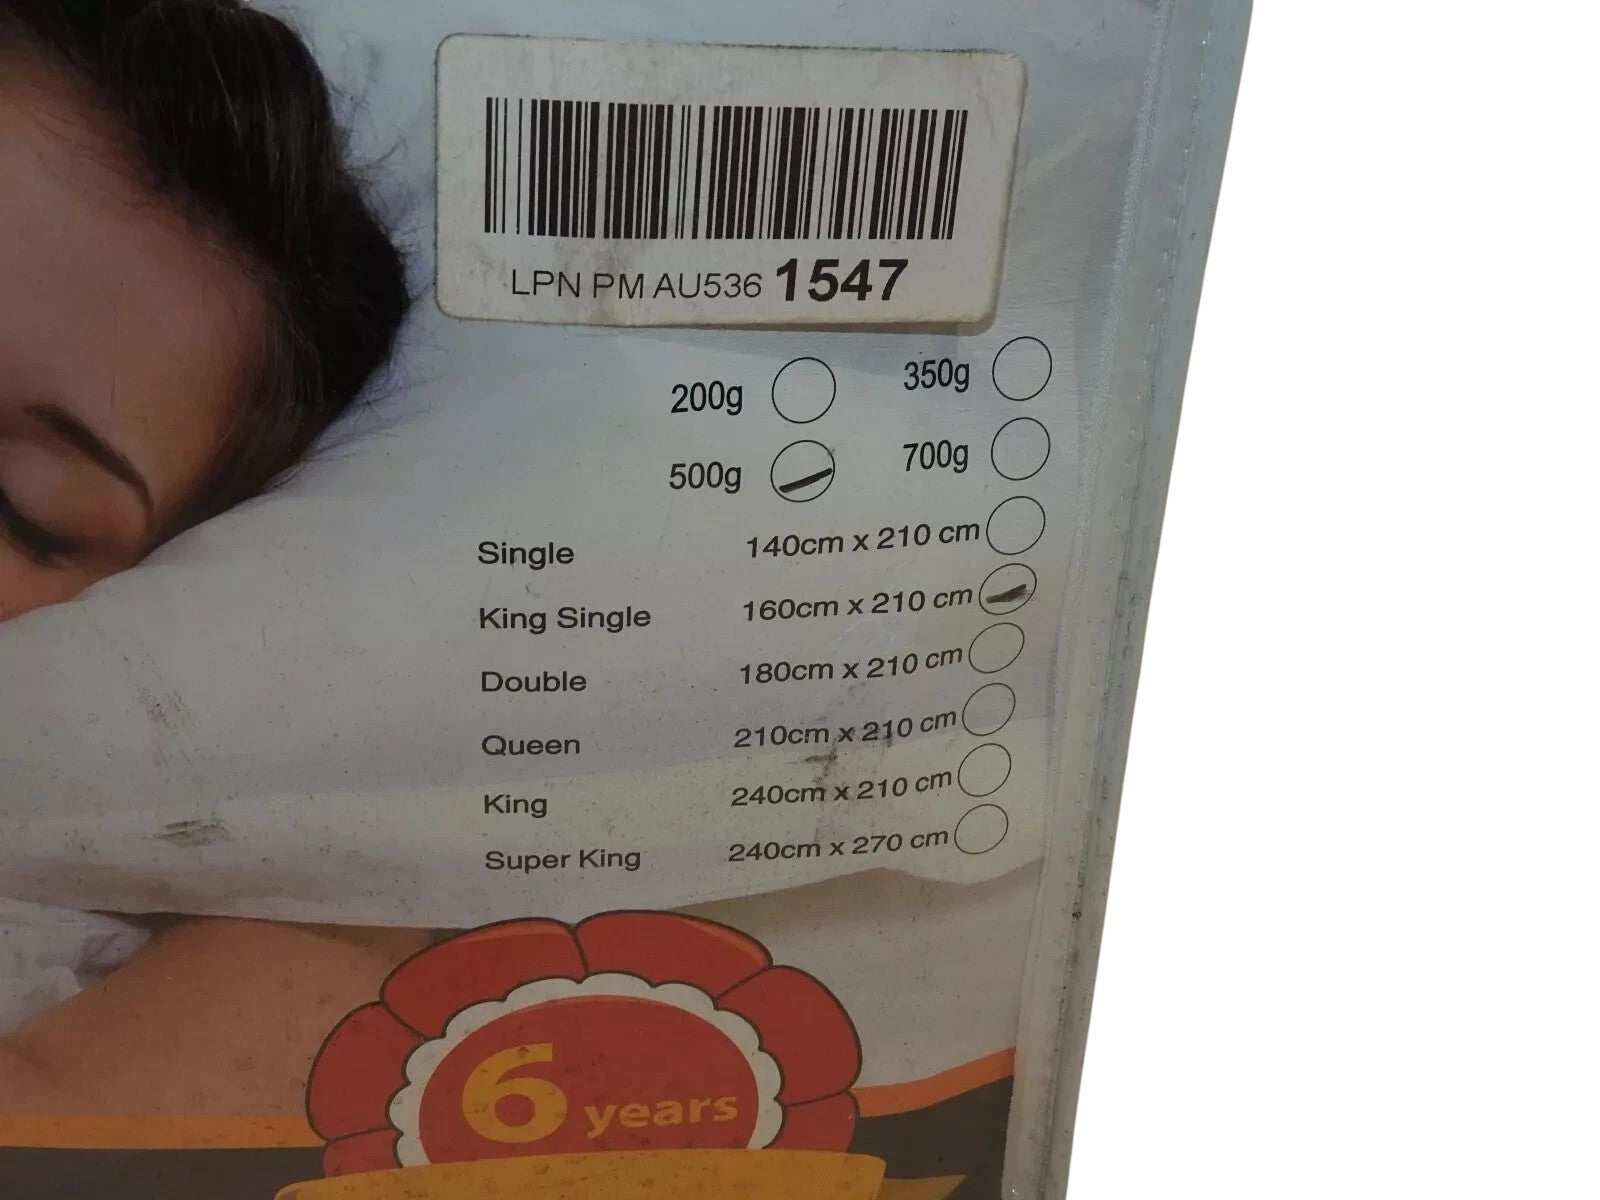 LPN PM AU536 1547
200g 350g
500g 700g
Single 140cm x 210 cm
King Single 160cm x 210 cm
Double 180cm x 210 cm
Queen 210cm x 210 cm
King 240cm x 210 cm
Super King 240cm x 270 cm
6 years